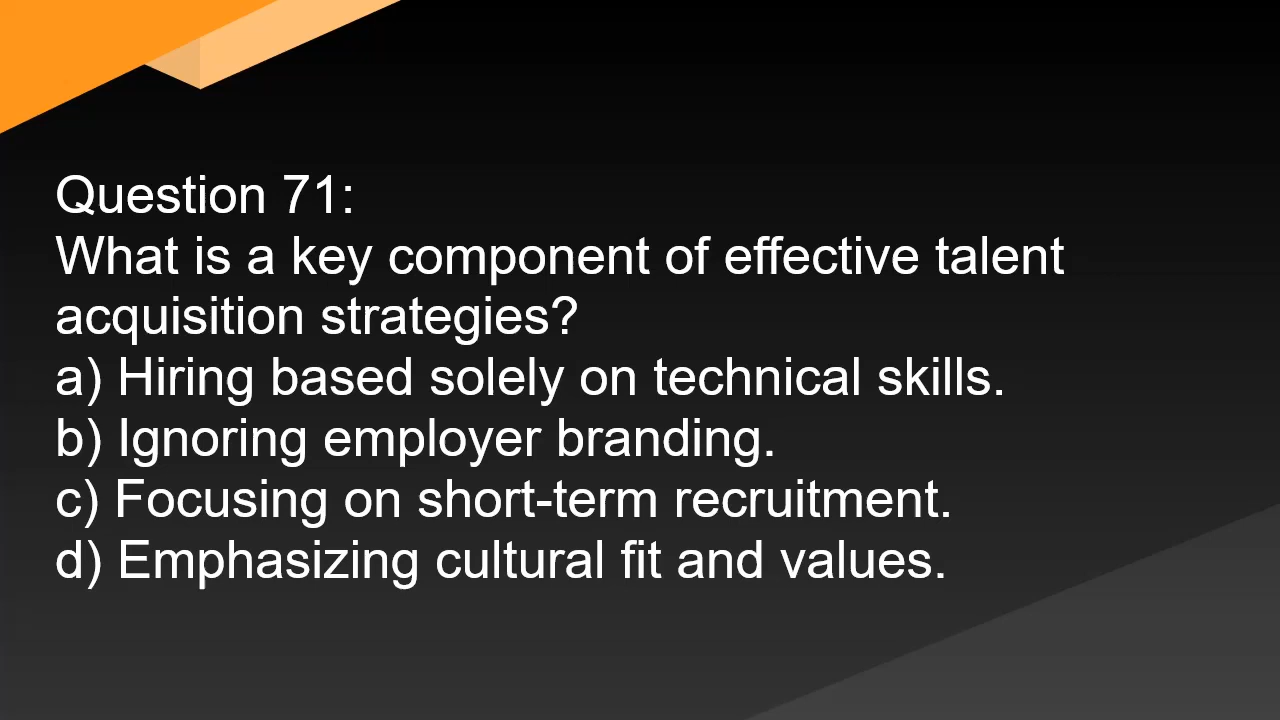 Question 71:
What is a key component of effective talent
acquisition strategies?
a) Hiring based solely on technical skills.
b) Ignoring employer branding.
c) Focusing on short-term recruitment.
d) Emphasizing cultural fit and values.